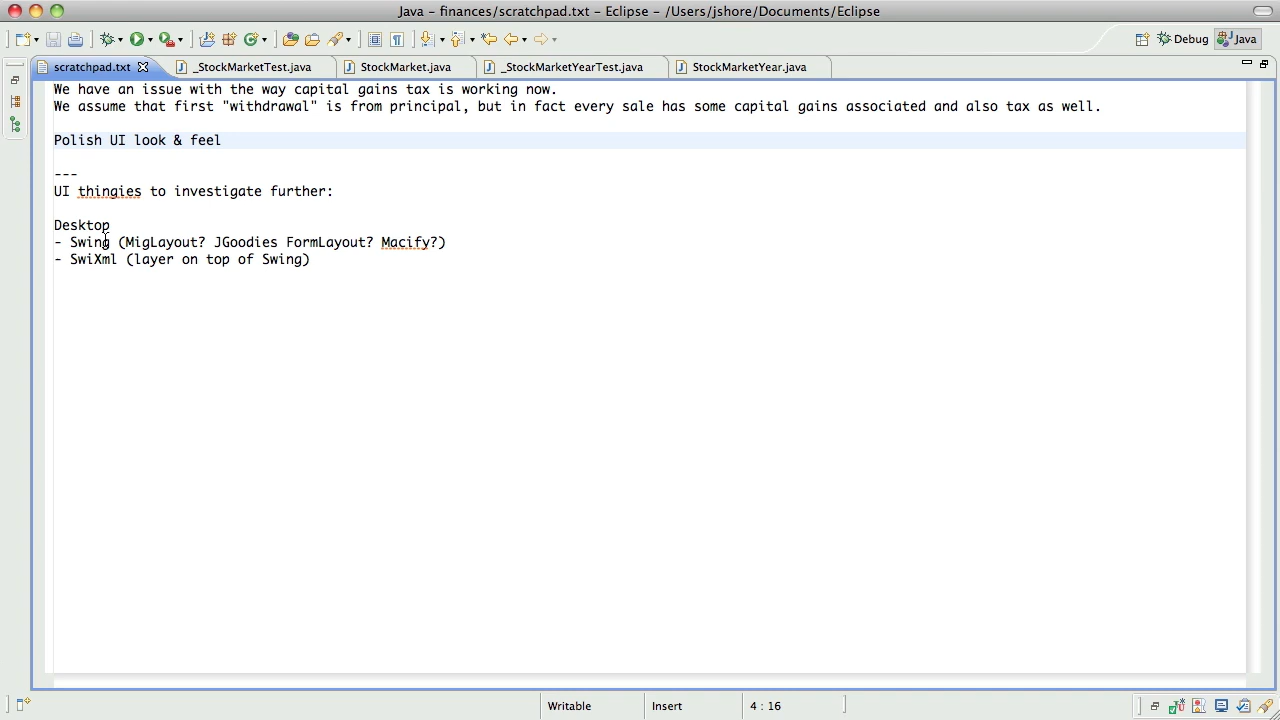 Java – finances/scratchpad.txt – Eclipse – /Users/jshore/Documents/Eclipse
Debug
Java
scratchpad.txt
_StockMarketTest.java
StockMarket.java
_StockMarketYearTest.java
StockMarketYear.java
We have an issue with the way capital gains tax is working now.
We assume that first "withdrawal" is from principal, but in fact every sale has some capital gains associated and also tax as well.
Polish UI look & feel
---
UI thingies to investigate further:
Desktop
- Swing (MigLayout? JGoodies FormLayout? Macify?)
- SwiXml (layer on top of Swing)
Writable
Insert
4 : 16